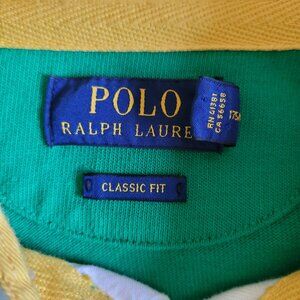 POLO
RALPH LAURE
RN 41381
CA 56658
CLASSIC FIT